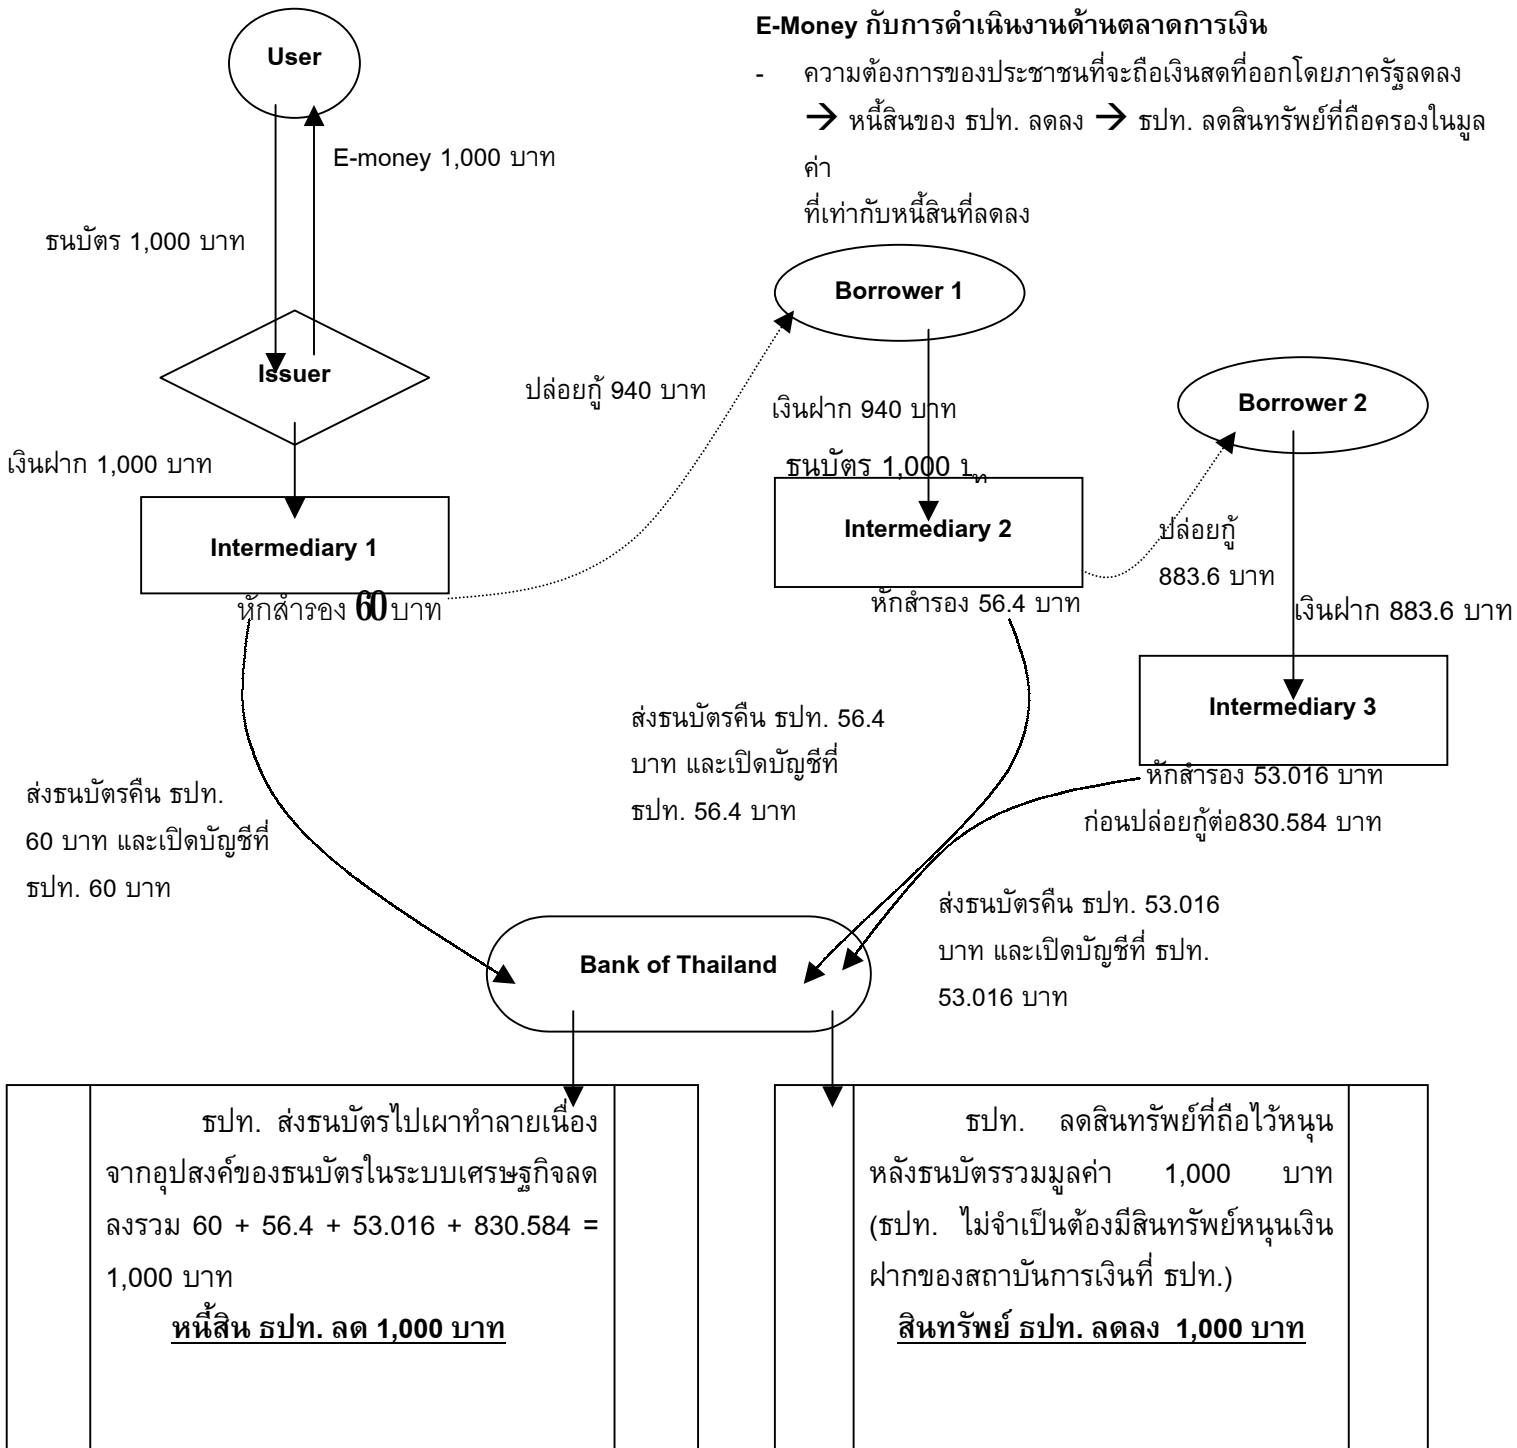 E-Money กับการดำเนินงานด้านตลาดการเงิน
- ความต้องการของประชาชนที่จะถือเงินสดที่ออกโดยภาครัฐลดลง
→ หนี้สินของ ธปท. ลดลง → ธปท. ลดสินทรัพย์ที่ถือครองในมูล
ค่า
ที่เท่ากับหนี้สินที่ลดลง
User
E-money 1,000 บาท
ธนบัตร 1,000 บาท
Issuer
เงินฝาก 1,000 บาท
Intermediary 1
หักสำรอง 60 บาท
ปล่อยกู้ 940 บาท
Borrower 1
เงินฝาก 940 บาท
ธนบัตร 1,000
Intermediary 2
หักสำรอง 56.4 บาท
Borrower 2
ปล่อยกู้
883.6 บาท
เงินฝาก 883.6 บาท
Intermediary 3
หักสำรอง 53.016 บาท
ก่อนปล่อยกู้ต่อ830.584 บาท
ส่งธนบัตรคืน ธปท.
60 บาท และเปิดบัญชีที่
ธปท. 60 บาท
ส่งธนบัตรคืน ธปท. 56.4
บาท และเปิดบัญชีที่
ธปท. 56.4 บาท
ส่งธนบัตรคืน ธปท. 53.016
บาท และเปิดบัญชีที่ ธปท.
53.016 บาท
Bank of Thailand
ธปท. ส่งธนบัตรไปเผาทำลายเนื่อง
จากอุปสงค์ของธนบัตรในระบบเศรษฐกิจลด
ลงรวม 60 + 56.4 + 53.016 + 830.584 =
1,000 บาท
หนี้สิน ธปท. ลด 1,000 บาท
ธปท. ลดสินทรัพย์ที่ถือไว้หนุน
หลังธนบัตรรวมมูลค่า 1,000 บาท
(ธปท. ไม่จำเป็นต้องมีสินทรัพย์หนุนเงิน
ฝากของสถาบันการเงินที่ ธปท.)
สินทรัพย์ ธปท. ลดลง 1,000 บาท